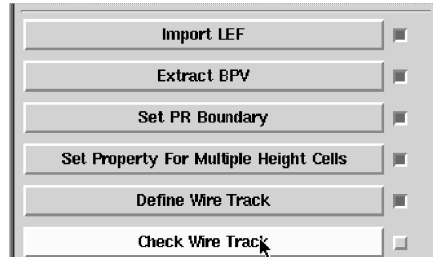 Import LEF
Extract BPV
Set PR Boundary
Set Property For Multiple Height Cells
Define Wire Track
Check Wire Track